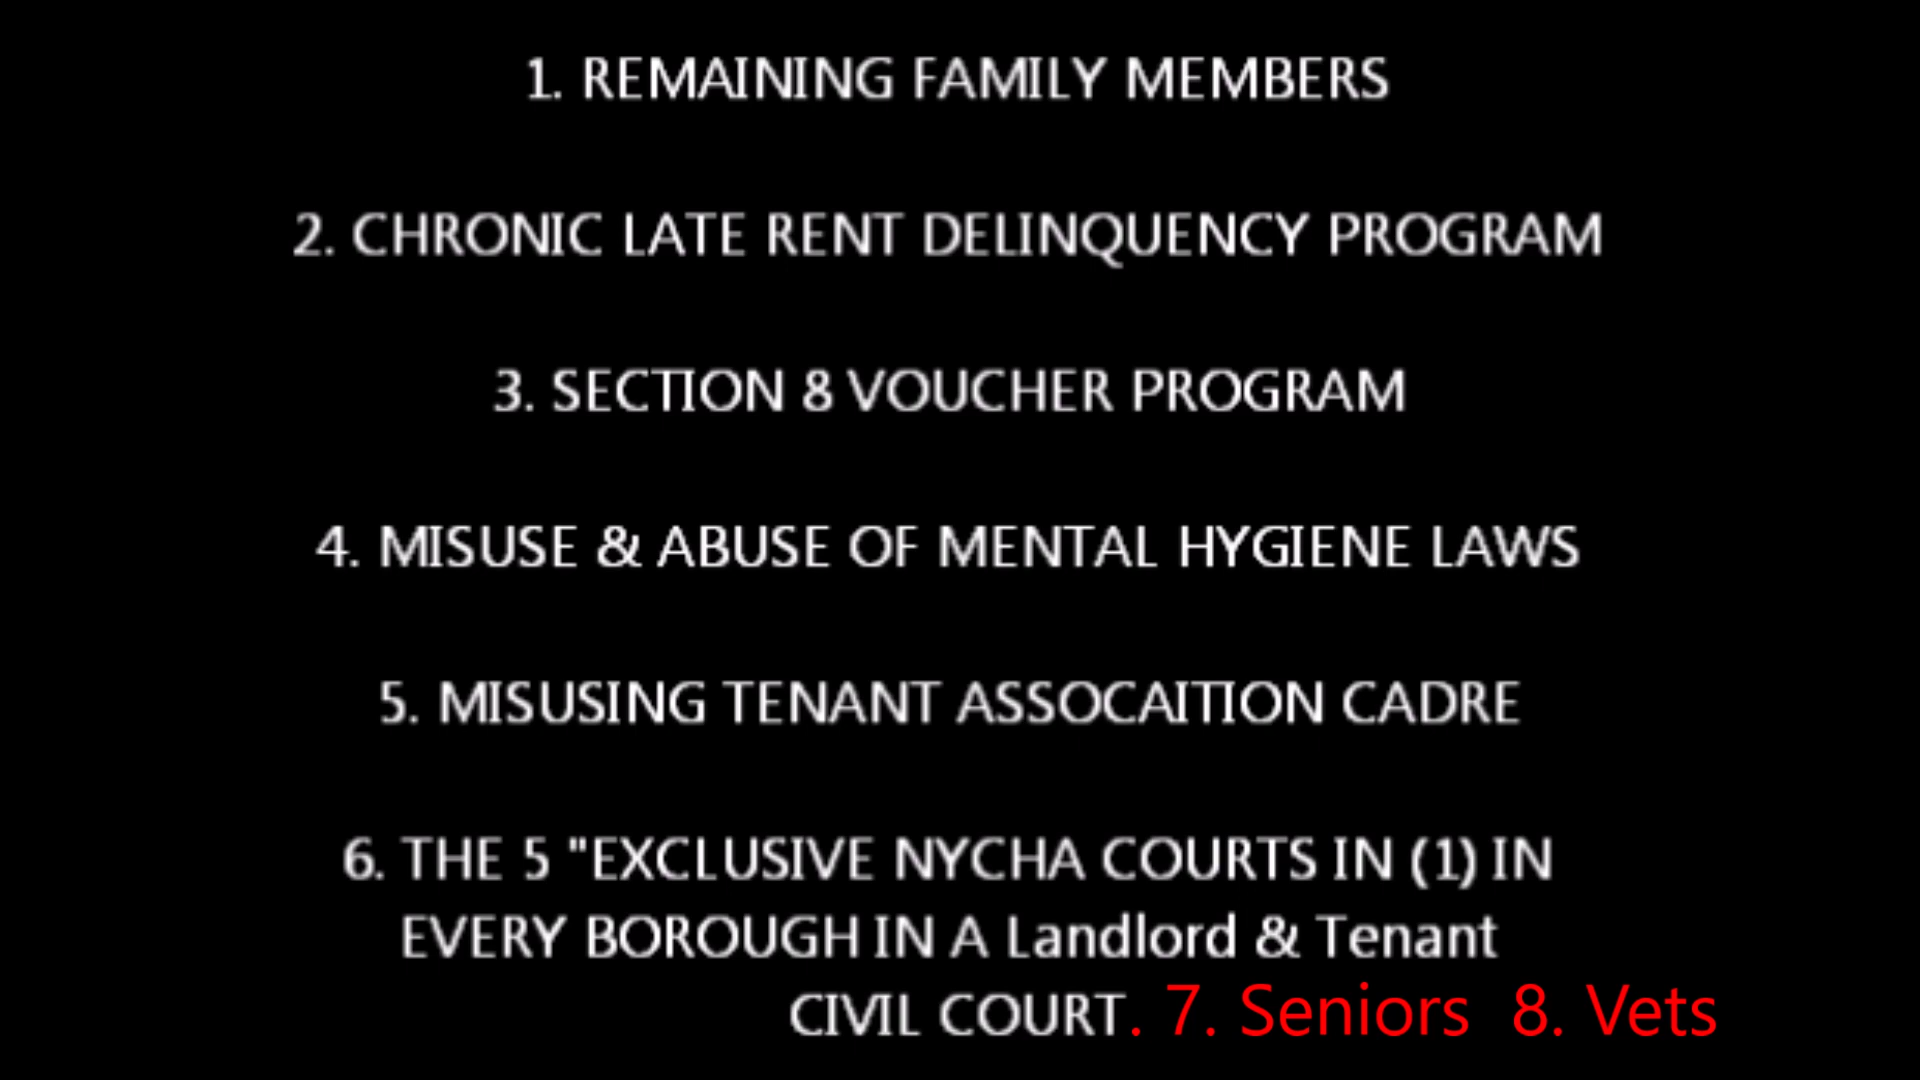 1. REMAINING FAMILY MEMBERS
2. CHRONIC LATE RENT DELINQUENCY PROGRAM
3. SECTION 8 VOUCHER PROGRAM
4. MISUSE & ABUSE OF MENTAL HYGIENE LAWS
5. MISUSING TENANT ASSOCAITION CADRE
6. THE 5 "EXCLUSIVE NYCHA COURTS IN (1) IN
EVERY BOROUGH IN A Landlord & Tenant
CIVIL COURT. 7. Seniors 8. Vets